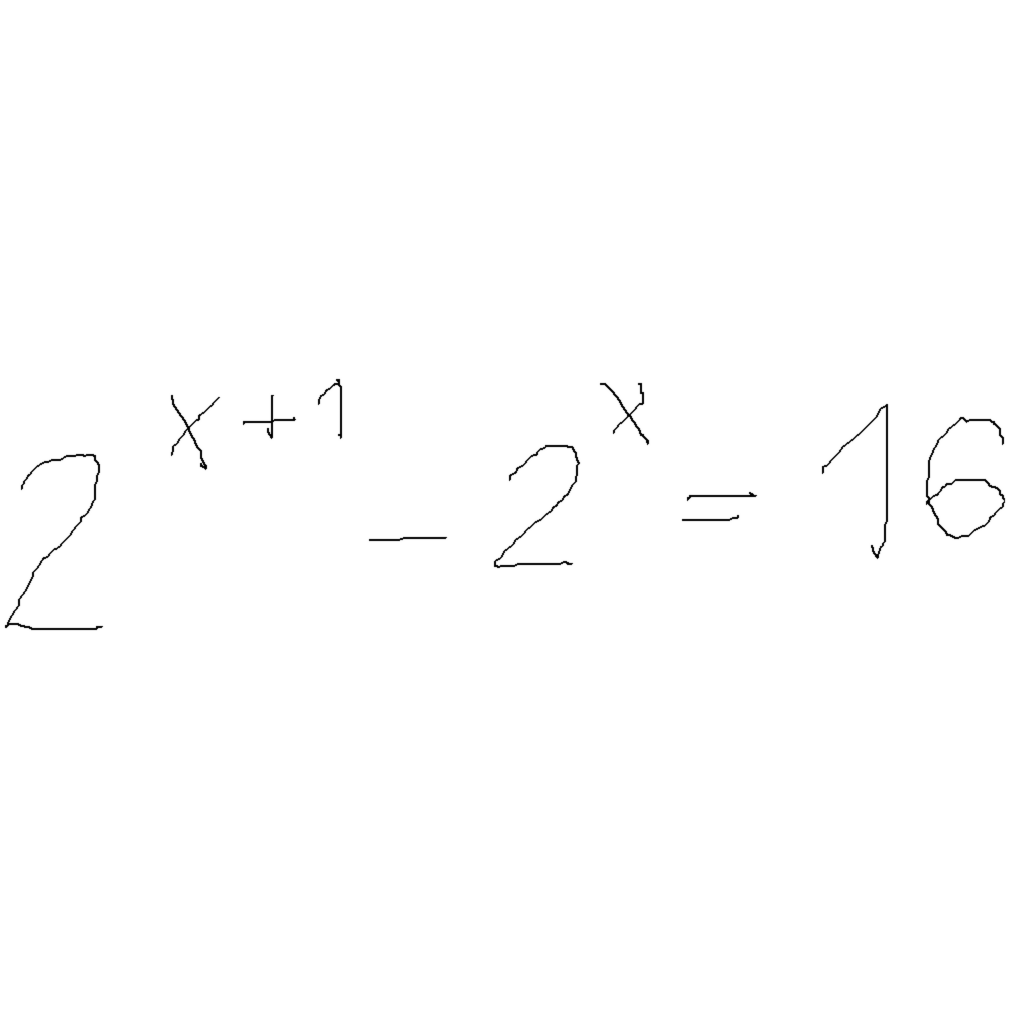 2^{x+1} - 2^x = 16